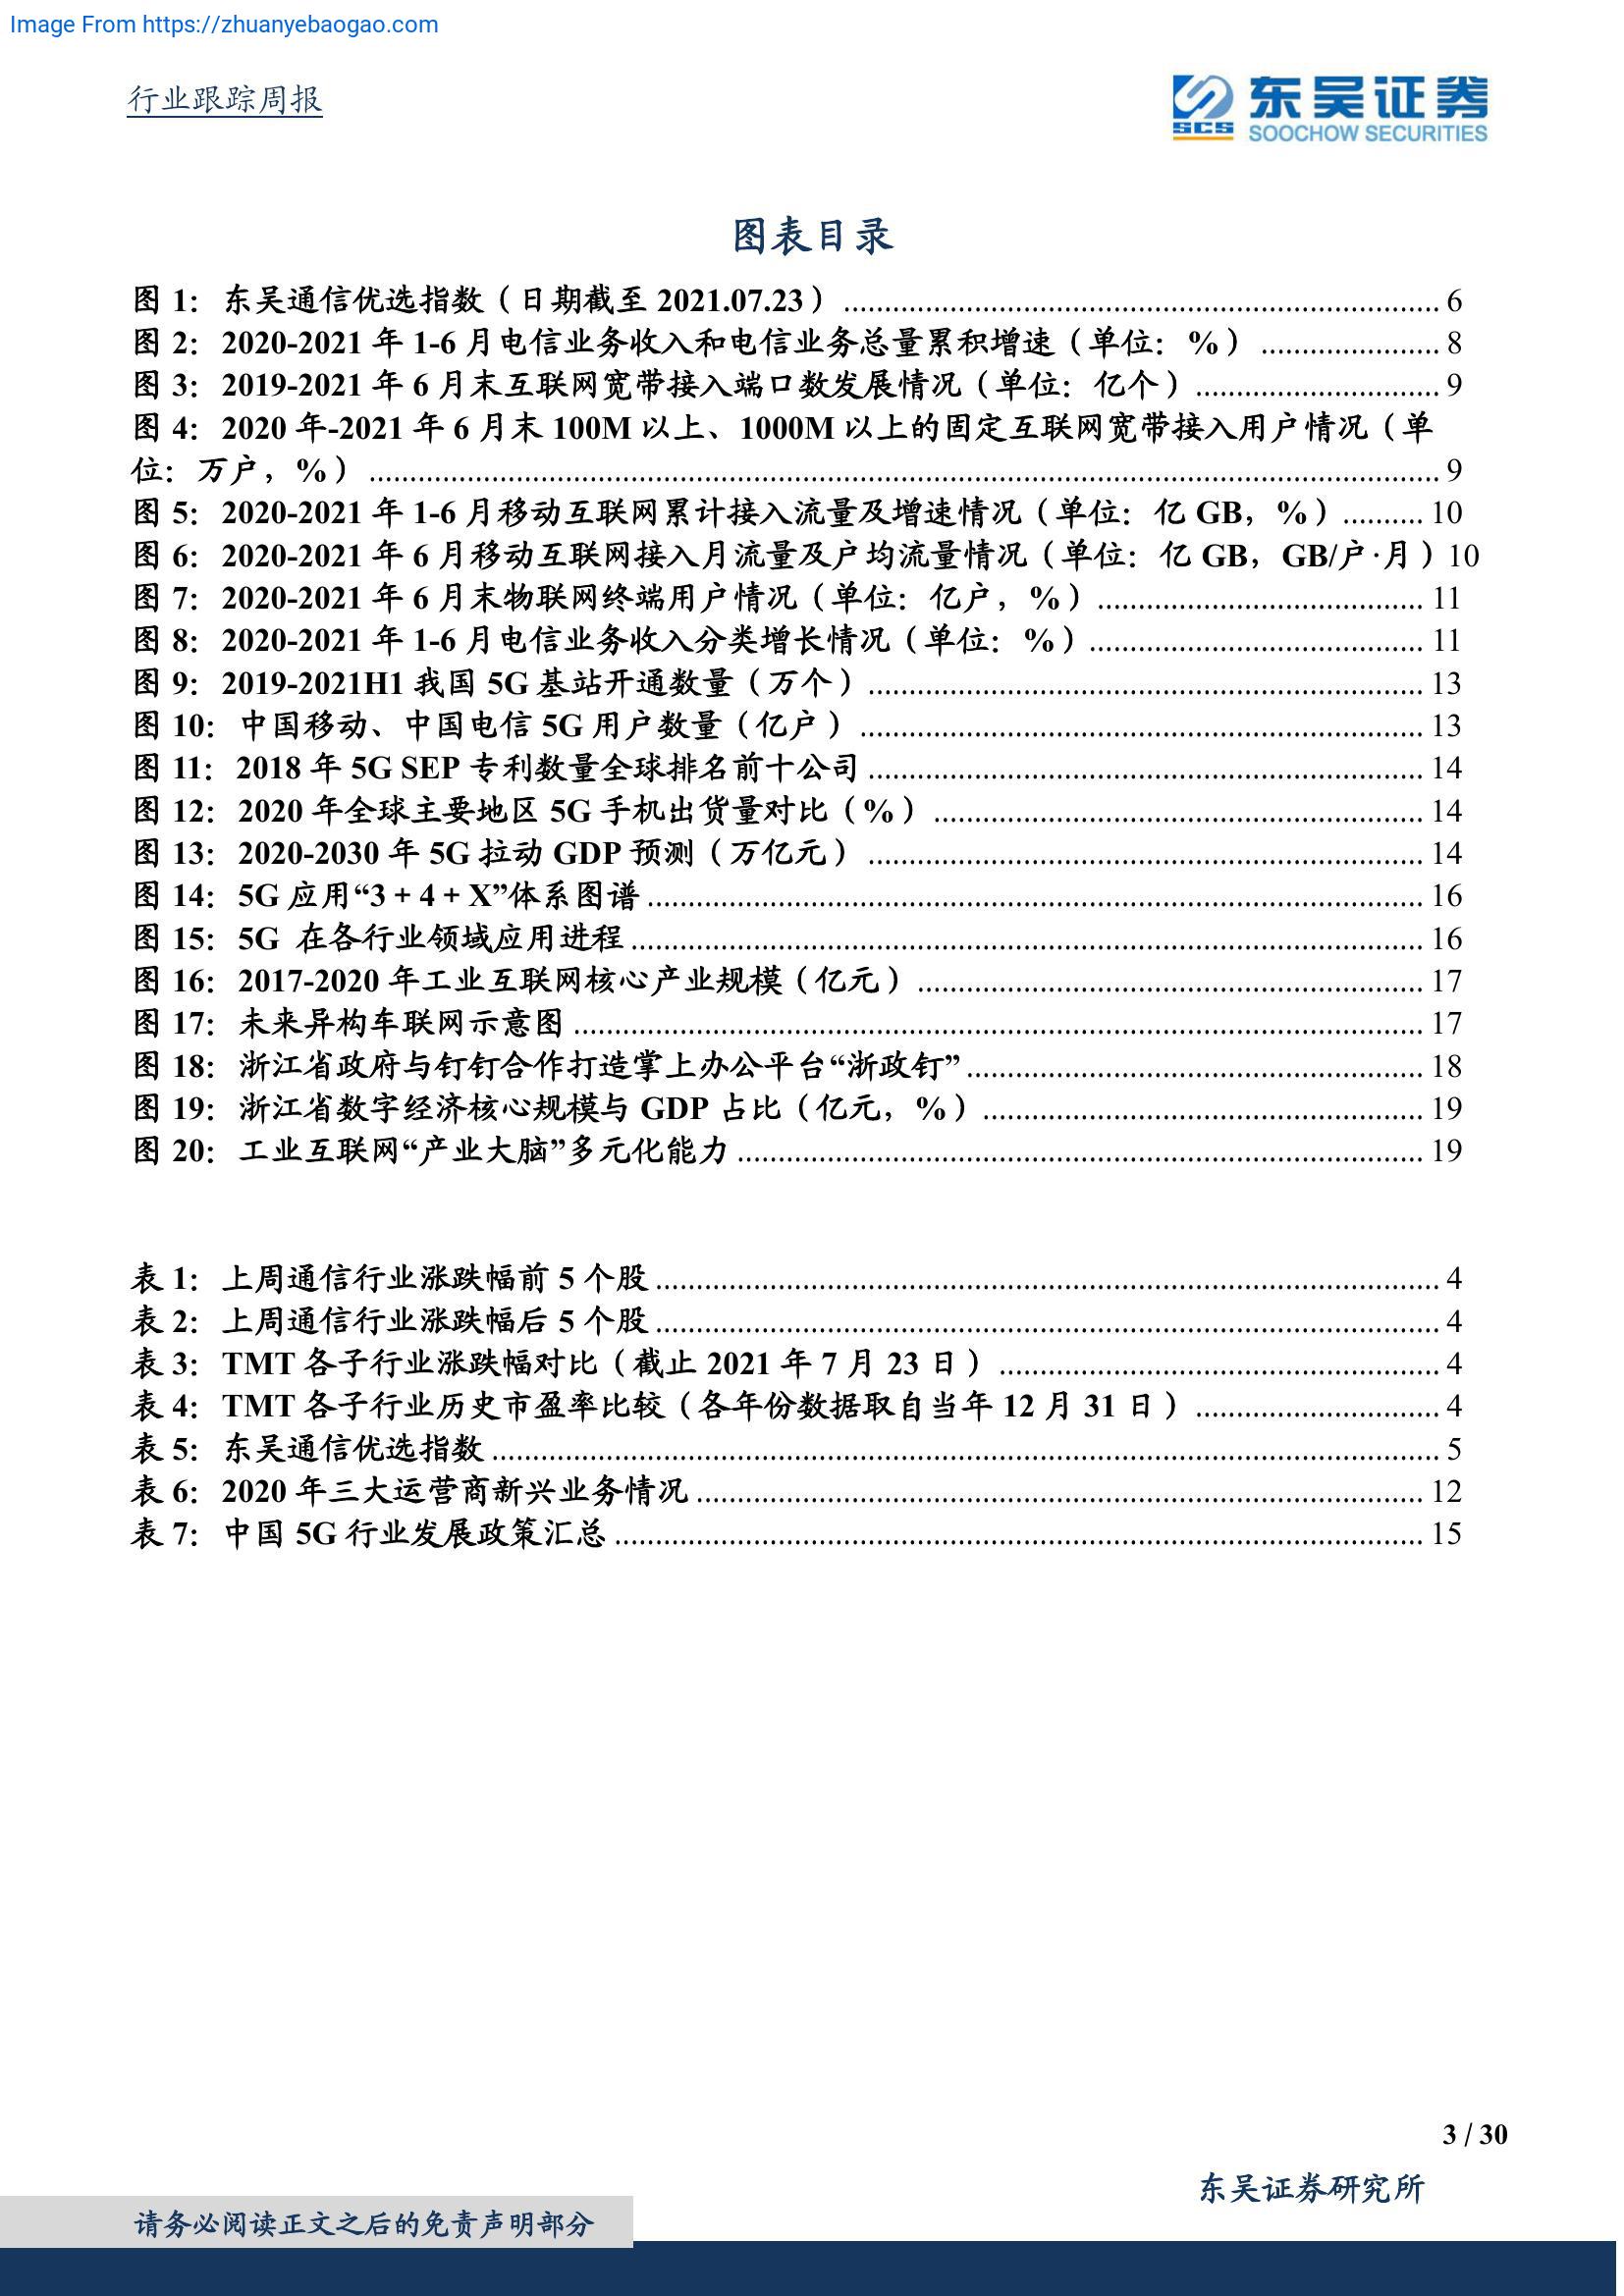 Image From https://zhuanyebaogao.com
行业跟踪周报
SCS
东吴证券
SOOCHOW SECURITIES
图表目录
图 1：东吴通信优选指数（日期截至 2021.07.23） 6
图 2：2020-2021 年 1-6 月电信业务收入和电信业务总量累积增速（单位：%） 8
图 3：2019-2021 年 6 月末互联网宽带接入端口数发展情况（单位：亿个） 9
图 4：2020 年-2021 年 6 月末 100M 以上、1000M 以上的固定互联网宽带接入用户情况（单
位：万户，%） 9
图 5：2020-2021 年 1-6 月移动互联网累计接入流量及增速情况（单位：亿 GB，%） 10
图 6：2020-2021 年 6 月移动互联网接入月流量及户均流量情况（单位：亿 GB，GB/户·月）10
图 7：2020-2021 年 6 月末物联网终端用户情况（单位：亿户，%） 11
图 8：2020-2021 年 1-6 月电信业务收入分类增长情况（单位：%） 11
图 9：2019-2021H1 我国 5G 基站开通数量（万个） 13
图 10：中国移动、中国电信 5G 用户数量（亿户） 13
图 11：2018 年 5G SEP 专利数量全球排名前十公司 14
图 12：2020 年全球主要地区 5G 手机出货量对比（%） 14
图 13：2020-2030 年 5G 拉动 GDP 预测（万亿元） 14
图 14：5G 应用“3 + 4 + X”体系图谱 16
图 15：5G 在各行业领域应用进程 16
图 16：2017-2020 年工业互联网核心产业规模（亿元） 17
图 17：未来异构车联网示意图 17
图 18：浙江省政府与钉钉合作打造掌上办公平台“浙政钉” 18
图 19：浙江省数字经济核心规模与 GDP 占比（亿元，%） 19
图 20：工业互联网“产业大脑”多元化能力 19
表 1：上周通信行业涨跌幅前 5 个股 4
表 2：上周通信行业涨跌幅后 5 个股 4
表 3：TMT 各子行业涨跌幅对比（截止 2021 年 7 月 23 日） 4
表 4：TMT 各子行业历史市盈率比较（各年份数据取自当年 12 月 31 日） 4
表 5：东吴通信优选指数 5
表 6：2020 年三大运营商新兴业务情况 12
表 7：中国 5G 行业发展政策汇总 15
3 / 30
东吴证券研究所
请务必阅读正文之后的免责声明部分